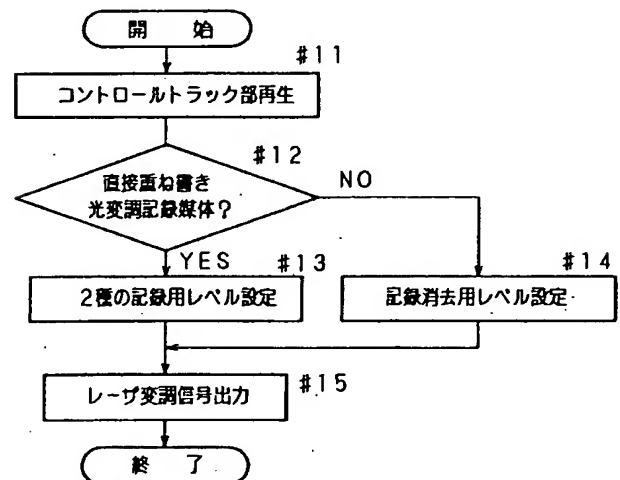 開 始
#11
コントロールトラック部再生
#12
直接重ね書き
光変調記録媒体?
NO
YES
#13
#14
2種の記録用レベル設定
記録消去用レベル設定
#15
レーザ変調信号出力
終 了